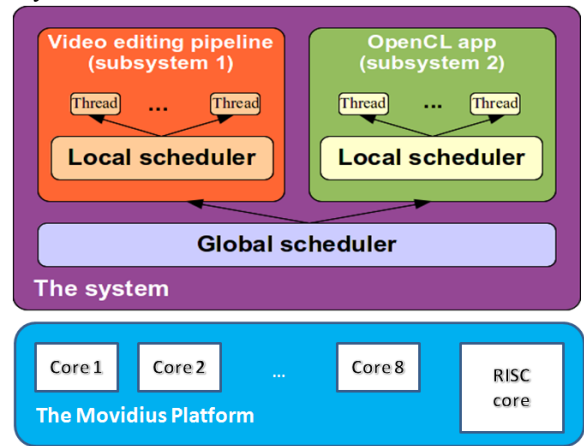 Video editing pipeline
(subsystem 1)
OpenCL app
(subsystem 2)
Thread ... Thread
Thread ... Thread
Local scheduler
Local scheduler
Global scheduler
The system
Core 1
Core 2
...
Core 8
RISC
core
The Movidius Platform